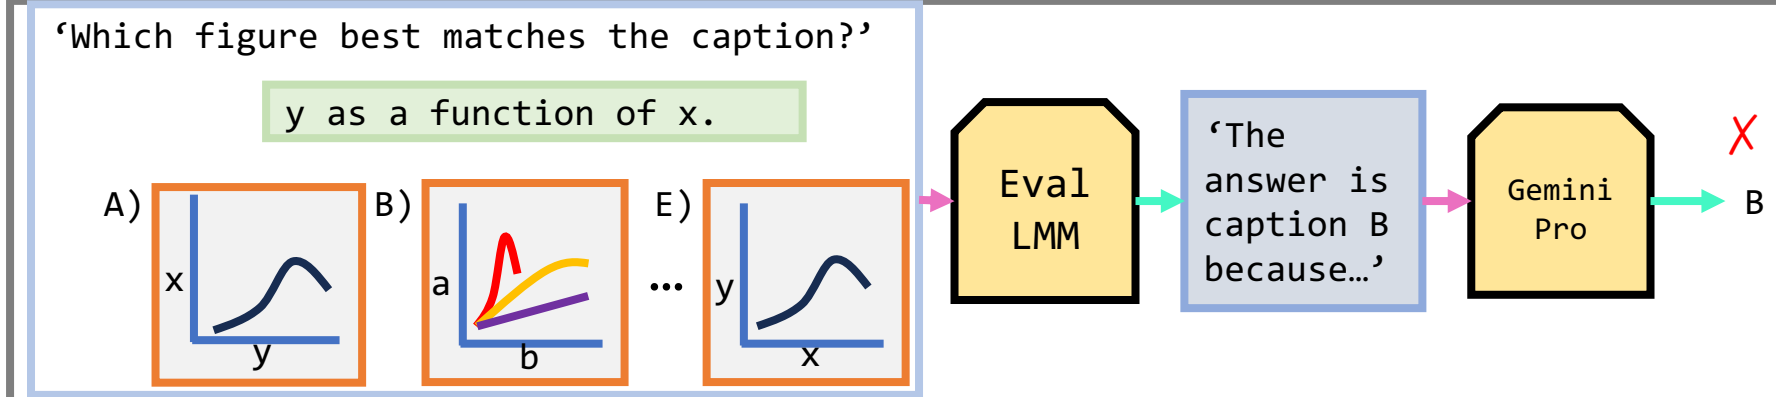 ‘Which figure best matches the caption?’
y as a function of x.
A)
x
y
B)
a
b
...
E)
y
x
Eval
LMM
‘The
answer is
caption B
because…’
Gemini
Pro
✗
B